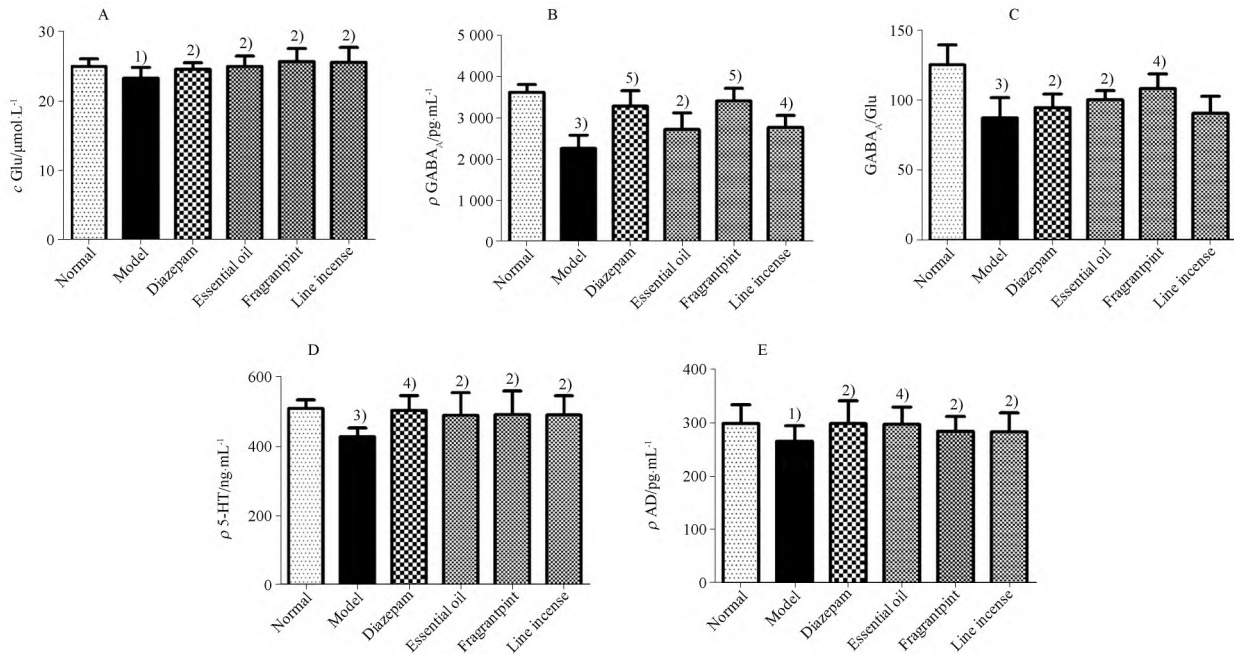 A
c Glu/μmol·L⁻¹
30
20
10
0
1)
2)
2)
2)
2)
Normal
Model
Diazepam
Essential oil
Fragrantpint
Line incense
B
ρ GABA_A/pg·mL⁻¹
5 000
4 000
3 000
2 000
1 000
0
3)
5)
2)
5)
4)
Normal
Model
Diazepam
Essential oil
Fragrantpint
Line incense
C
GABA_A/Glu
150
100
50
0
3)
2)
2)
4)
Normal
Model
Diazepam
Essential oil
Fragrantpint
Line incense
D
ρ 5-HT/ng·mL⁻¹
600
400
200
0
3)
4)
2)
2)
2)
Normal
Model
Diazepam
Essential oil
Fragrantpint
Line incense
E
ρ AD/pg·mL⁻¹
400
300
200
100
0
1)
2)
4)
2)
2)
Normal
Model
Diazepam
Essential oil
Fragrantpint
Line incense